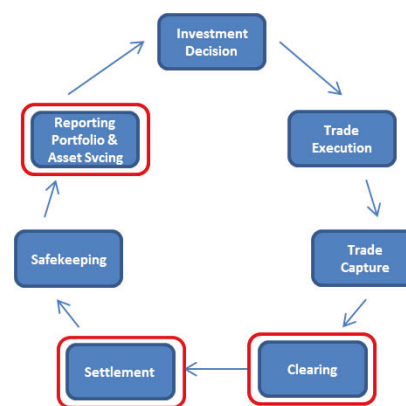 Investment
Decision
Trade
Execution
Trade
Capture
Clearing
Settlement
Safekeeping
Reporting
Portfolio &
Asset Svcing